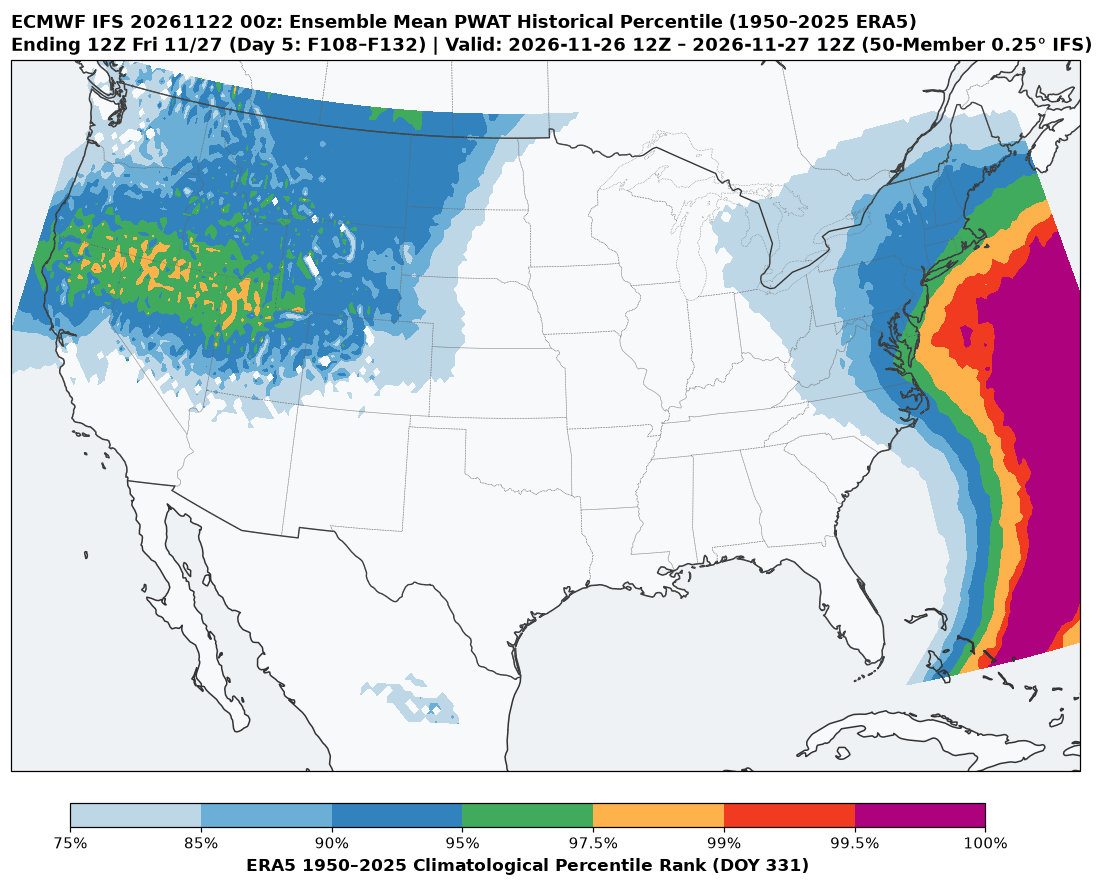 ECMWF IFS 20261122 00z: Ensemble Mean PWAT Historical Percentile (1950–2025 ERA5)
Ending 12Z Fri 11/27 (Day 5: F108–F132) | Valid: 2026-11-26 12Z – 2026-11-27 12Z (50-Member 0.25° IFS)
75% 85% 90% 95% 97.5% 99% 99.5% 100%
ERA5 1950–2025 Climatological Percentile Rank (DOY 331)